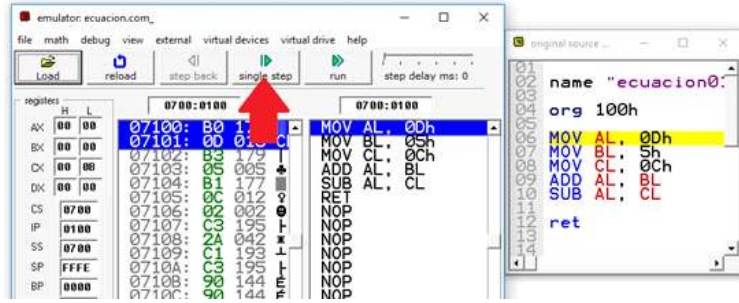 emulator: ecuacion.com_
file math debug view external virtual devices virtual drive help
Load reload step back single step run step delay ms: 0
registers
H L
0700:0100 0700:0100
AX 00 00
BX 00 00
CX 00 0B
DX 00 00
CS 0700
IP 0100
SS 0700
SP FFFE
BP 0000
07100: B0
07101: 0D 013
07102: B3 179
07103: 05 005 ♣
07104: B1 177
07105: 0C 012 ♀
07106: 02 002
07107: C3 195 ├
07108: 2A 042 *
07109: C1 193 ┴
0710A: C3 195 ├
0710B: 90 144 É
0710C: 90 144 É
MOV AL, 0Dh
MOV BL, 05h
MOV CL, 0Ch
ADD AL, BL
SUB AL, CL
RET
NOP
NOP
NOP
NOP
NOP
NOP
NOP
original source ...
01
02 name "ecuacion0
03
04 org 100h
05
06 MOV AL, 0Dh
07 MOV BL, 5h
08 MOV CL, 0Ch
09 ADD AL, BL
10 SUB AL, CL
11
12 ret
13
14